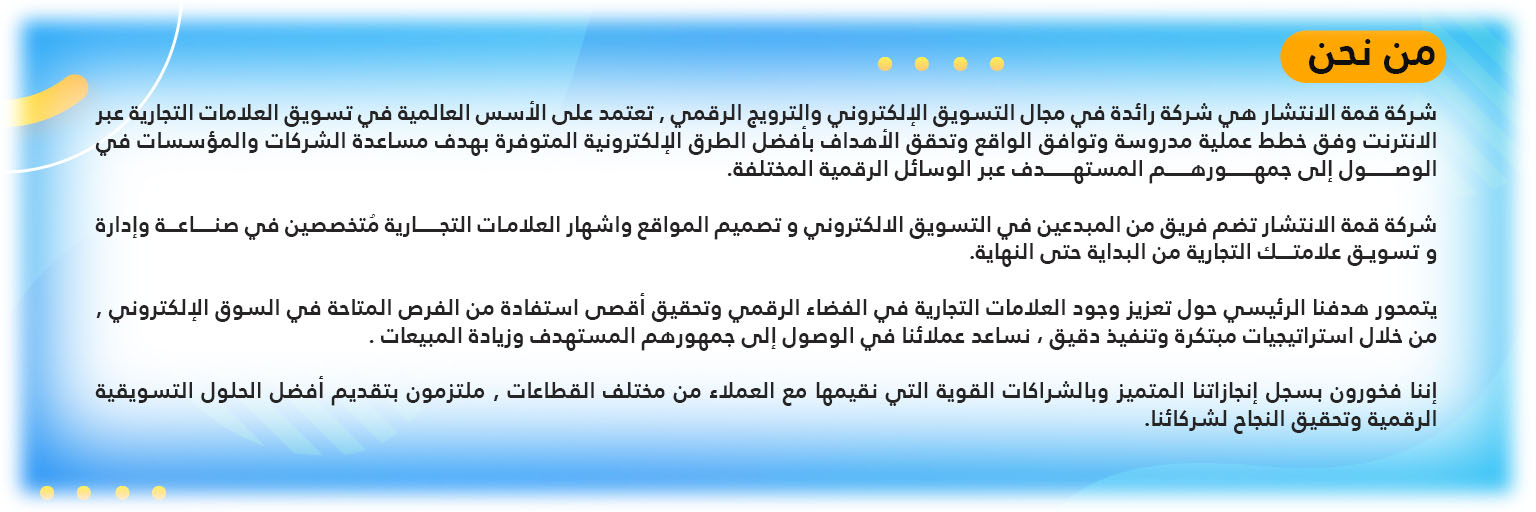 من نحن
شركة قمة الانتشار هي شركة رائدة في مجال التسويق الإلكتروني والترويج الرقمي , تعتمد على الأسس العالمية في تسويق العلامات التجارية عبر
الانترنت وفق خطط عملية مدروسة وتوافق الواقع وتحقق الأهداف بأفضل الطرق الإلكترونية المتوفرة بهدف مساعدة الشركات والمؤسسات في
الوصـــــول إلى جمهـــــورهـــــم المستهـــــدف عبر الوسائل الرقمية المختلفة.
شركة قمة الانتشار تضم فريق من المبدعين في التسويق الالكتروني و تصميم المواقع واشهار العلامـات التجـــــارية مُتخصصين في صنـــاعــة وإدارة
و تسويـق علامتـــك التجارية من البداية حتى النهاية.
يتمحور هدفنا الرئيسي حول تعزيز وجود العلامات التجارية في الفضاء الرقمي وتحقيق أقصى استفادة من الفرص المتاحة في السوق الإلكتروني ,
من خلال استراتيجيات مبتكرة وتنفيذ دقيق ، نساعد عملائنا في الوصول إلى جمهورهم المستهدف وزيادة المبيعات .
إننا فخورون بسجل إنجازاتنا المتميز وبالشراكات القوية التي نقيمها مع العملاء من مختلف القطاعات , ملتزمون بتقديم أفضل الحلول التسويقية
الرقمية وتحقيق النجاح لشركائنا.